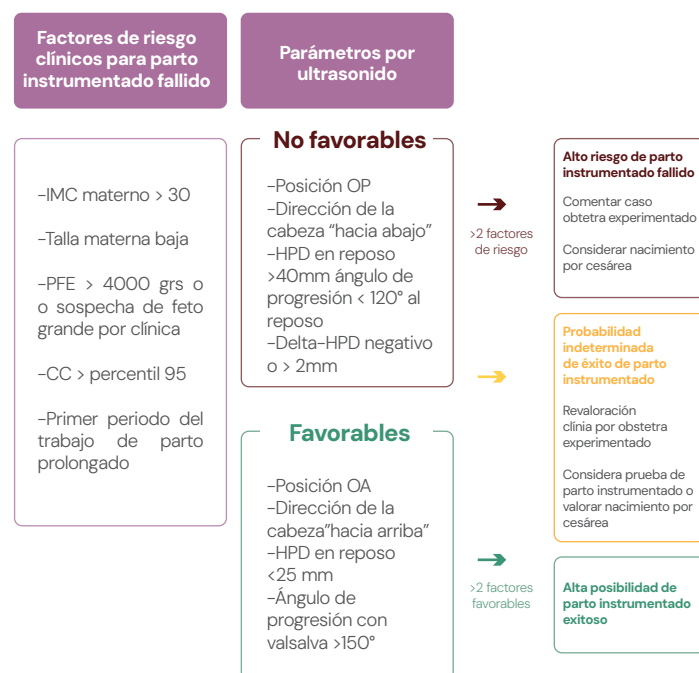 Factores de riesgo
clínicos para parto
instrumentado fallido
Parámetros por
ultrasonido
-IMC materno > 30
-Talla materna baja
-PFE > 4000 grs o
o sospecha de feto
grande por clínica
-CC > percentil 95
-Primer periodo del
trabajo de parto
prolongado
No favorables
-Posición OP
-Dirección de la
cabeza "hacia abajo"
-HPD en reposo
>40mm ángulo de
progresión < 120° al
reposo
-Delta-HPD negativo
o > 2mm
Favorables
-Posición OA
-Dirección de la
cabeza"hacia arriba"
-HPD en reposo
<25 mm
-Ángulo de
progresión con
valsalva >150°
>2 factores
de riesgo
>2 factores
favorables
Alto riesgo de parto
instrumentado fallido
Comentar caso
obtetra experimentado
Considerar nacimiento
por cesárea
Probabilidad
indeterminada
de éxito de parto
instrumentado
Revaloración
clínia por obstetra
experimentado
Considera prueba de
parto instrumentado o
valorar nacimiento por
cesárea
Alta posibilidad de
parto instrumentado
exitoso